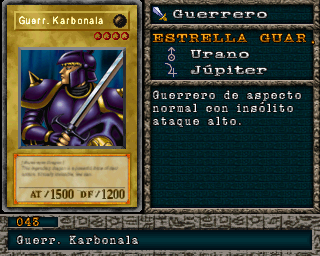 Guerr. Karbonala
AT/1500 DF/1200
Guerrero
ESTRELLA GUAR.
Urano
Júpiter
Guerrero de aspecto
normal con insólito
ataque alto.
043
Guerr. Karbonala